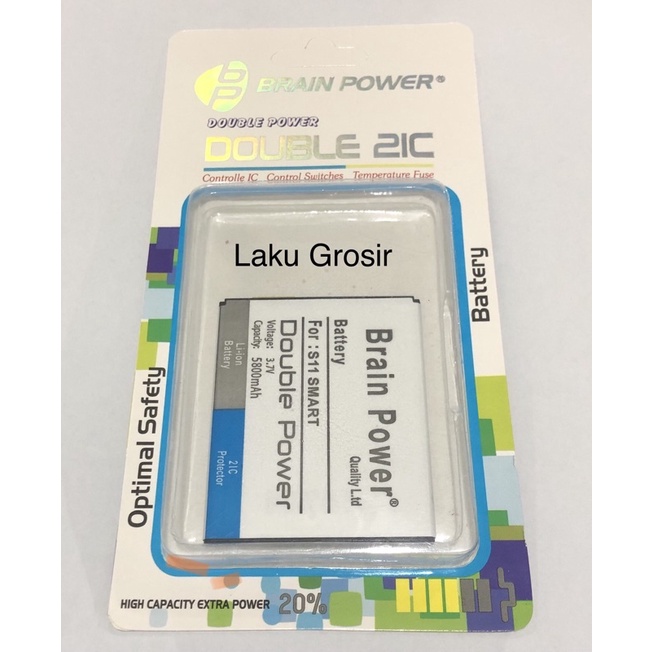 bp
BRAIN POWER®
DOUBLE POWER
DOUBLE 2IC
Controlle IC Control Switches Temperature Fuse
Laku Grosir
Battery
Optimal Safety
Brain Power®
Quality L.td
Battery
For :S11 SMART
Double Power
Voltage: 3.7V
Capacity: 5800mAh
Li-ion
Battery
2IC
Protector
HIGH CAPACITY EXTRA POWER 20%